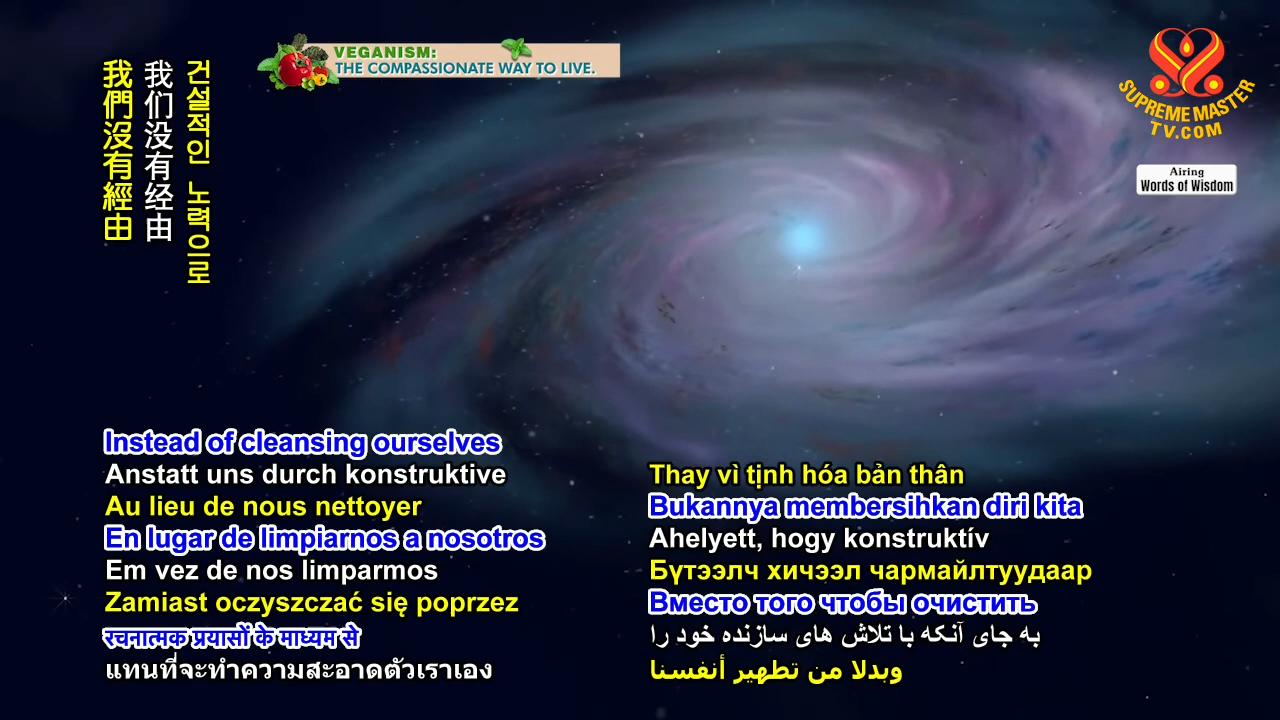 我們沒有經由
我们没有经由
건설적인 노력으로
VEGANISM:
THE COMPASSIONATE WAY TO LIVE.
SUPREME MASTER
TV.COM
Airing
Words of Wisdom
Instead of cleansing ourselves
Anstatt uns durch konstruktive
Au lieu de nous nettoyer
En lugar de limpiarnos a nosotros
Em vez de nos limparmos
Zamiast oczyszczać się poprzez
रचनात्मक प्रयासों के माध्यम से
แทนที่จะทำความสะอาดตัวเราเอง
Thay vì tịnh hóa bản thân
Bukannya membersihkan diri kita
Ahelyett, hogy konstruktív
Бүтээлч хичээл чармайлтуудаар
Вместо того чтобы очистить
به جای آنکه با تلاش های سازنده خود را
وبدلا من تطهير أنفسنا